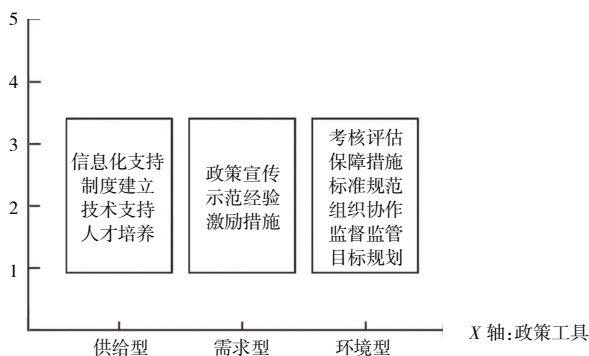 5
4
3
2
1
信息化支持
制度建立
技术支持
人才培养
政策宣传
示范经验
激励措施
考核评估
保障措施
标准规范
组织协作
监督监管
目标规划
供给型
需求型
环境型
X 轴:政策工具